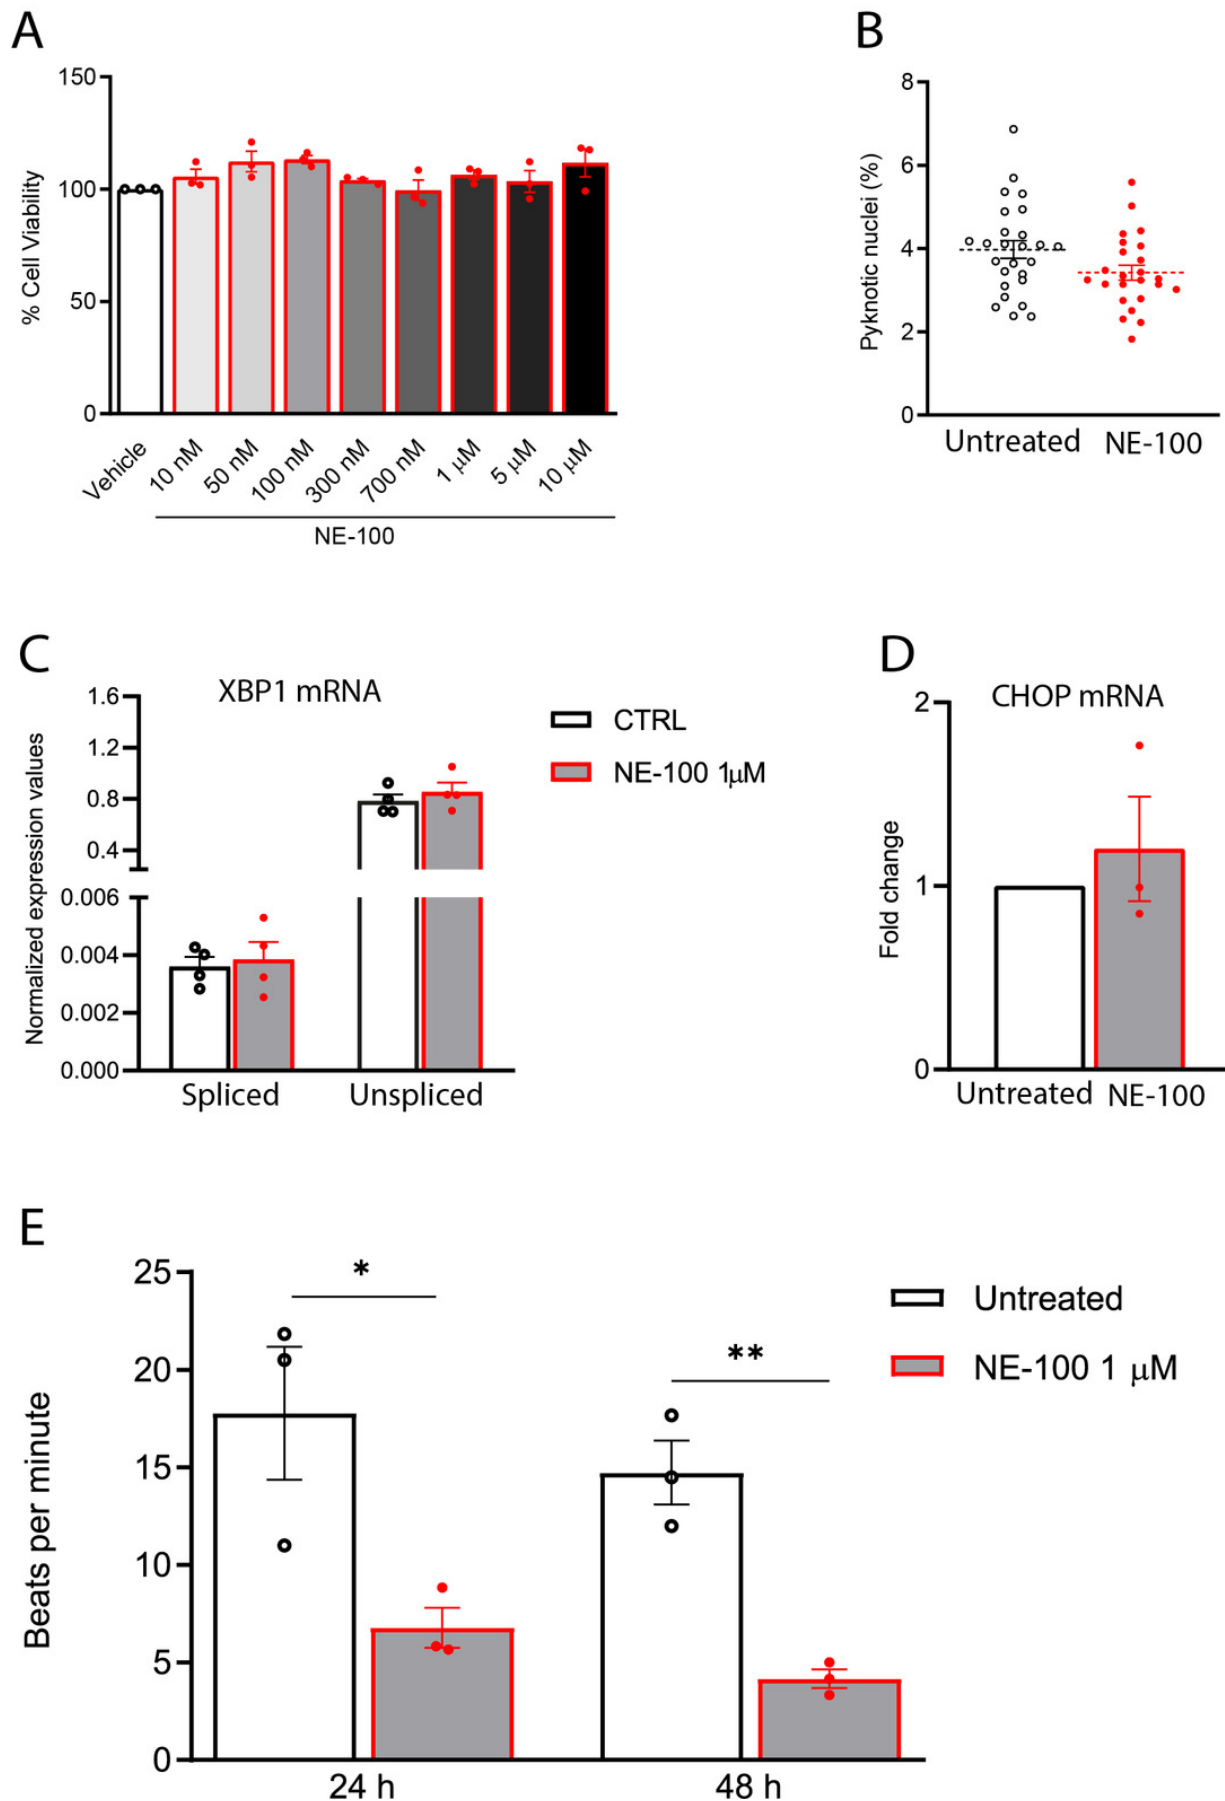 A
% Cell Viability
150
100
50
0
Vehicle
10 nM
50 nM
100 nM
300 nM
700 nM
1 μM
5 μM
10 μM
NE-100
B
Pyknotic nuclei (%)
8
6
4
2
0
Untreated
NE-100
C
XBP1 mRNA
Normalized expression values
1.6
1.2
0.8
0.4
0.006
0.004
0.002
0.000
Spliced
Unspliced
CTRL
NE-100 1μM
D
CHOP mRNA
Fold change
2
1
0
Untreated
NE-100
E
Beats per minute
25
20
15
10
5
0
*
**
24 h
48 h
Untreated
NE-100 1 μM